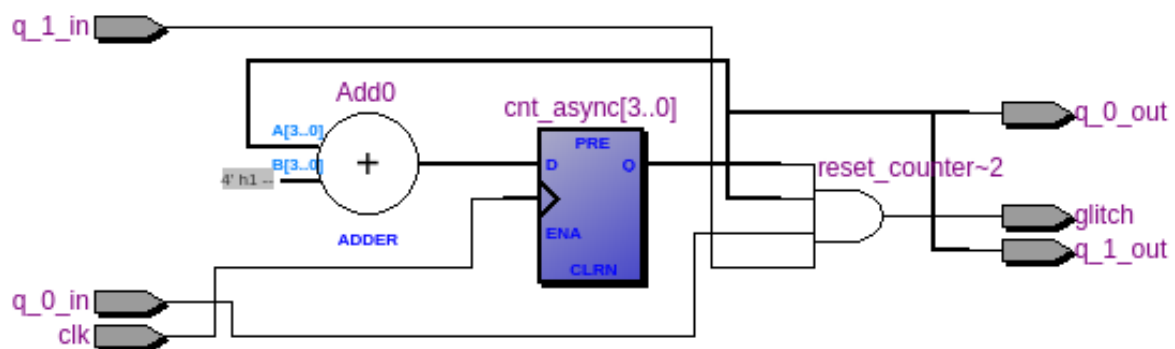 q_1_in
Add0
cnt_async[3..0]
A[3..0]
B[3..0]
4' h1 --
+
ADDER
PRE
D
Q
ENA
CLRN
reset_counter~2
q_0_out
glitch
q_1_out
q_0_in
clk